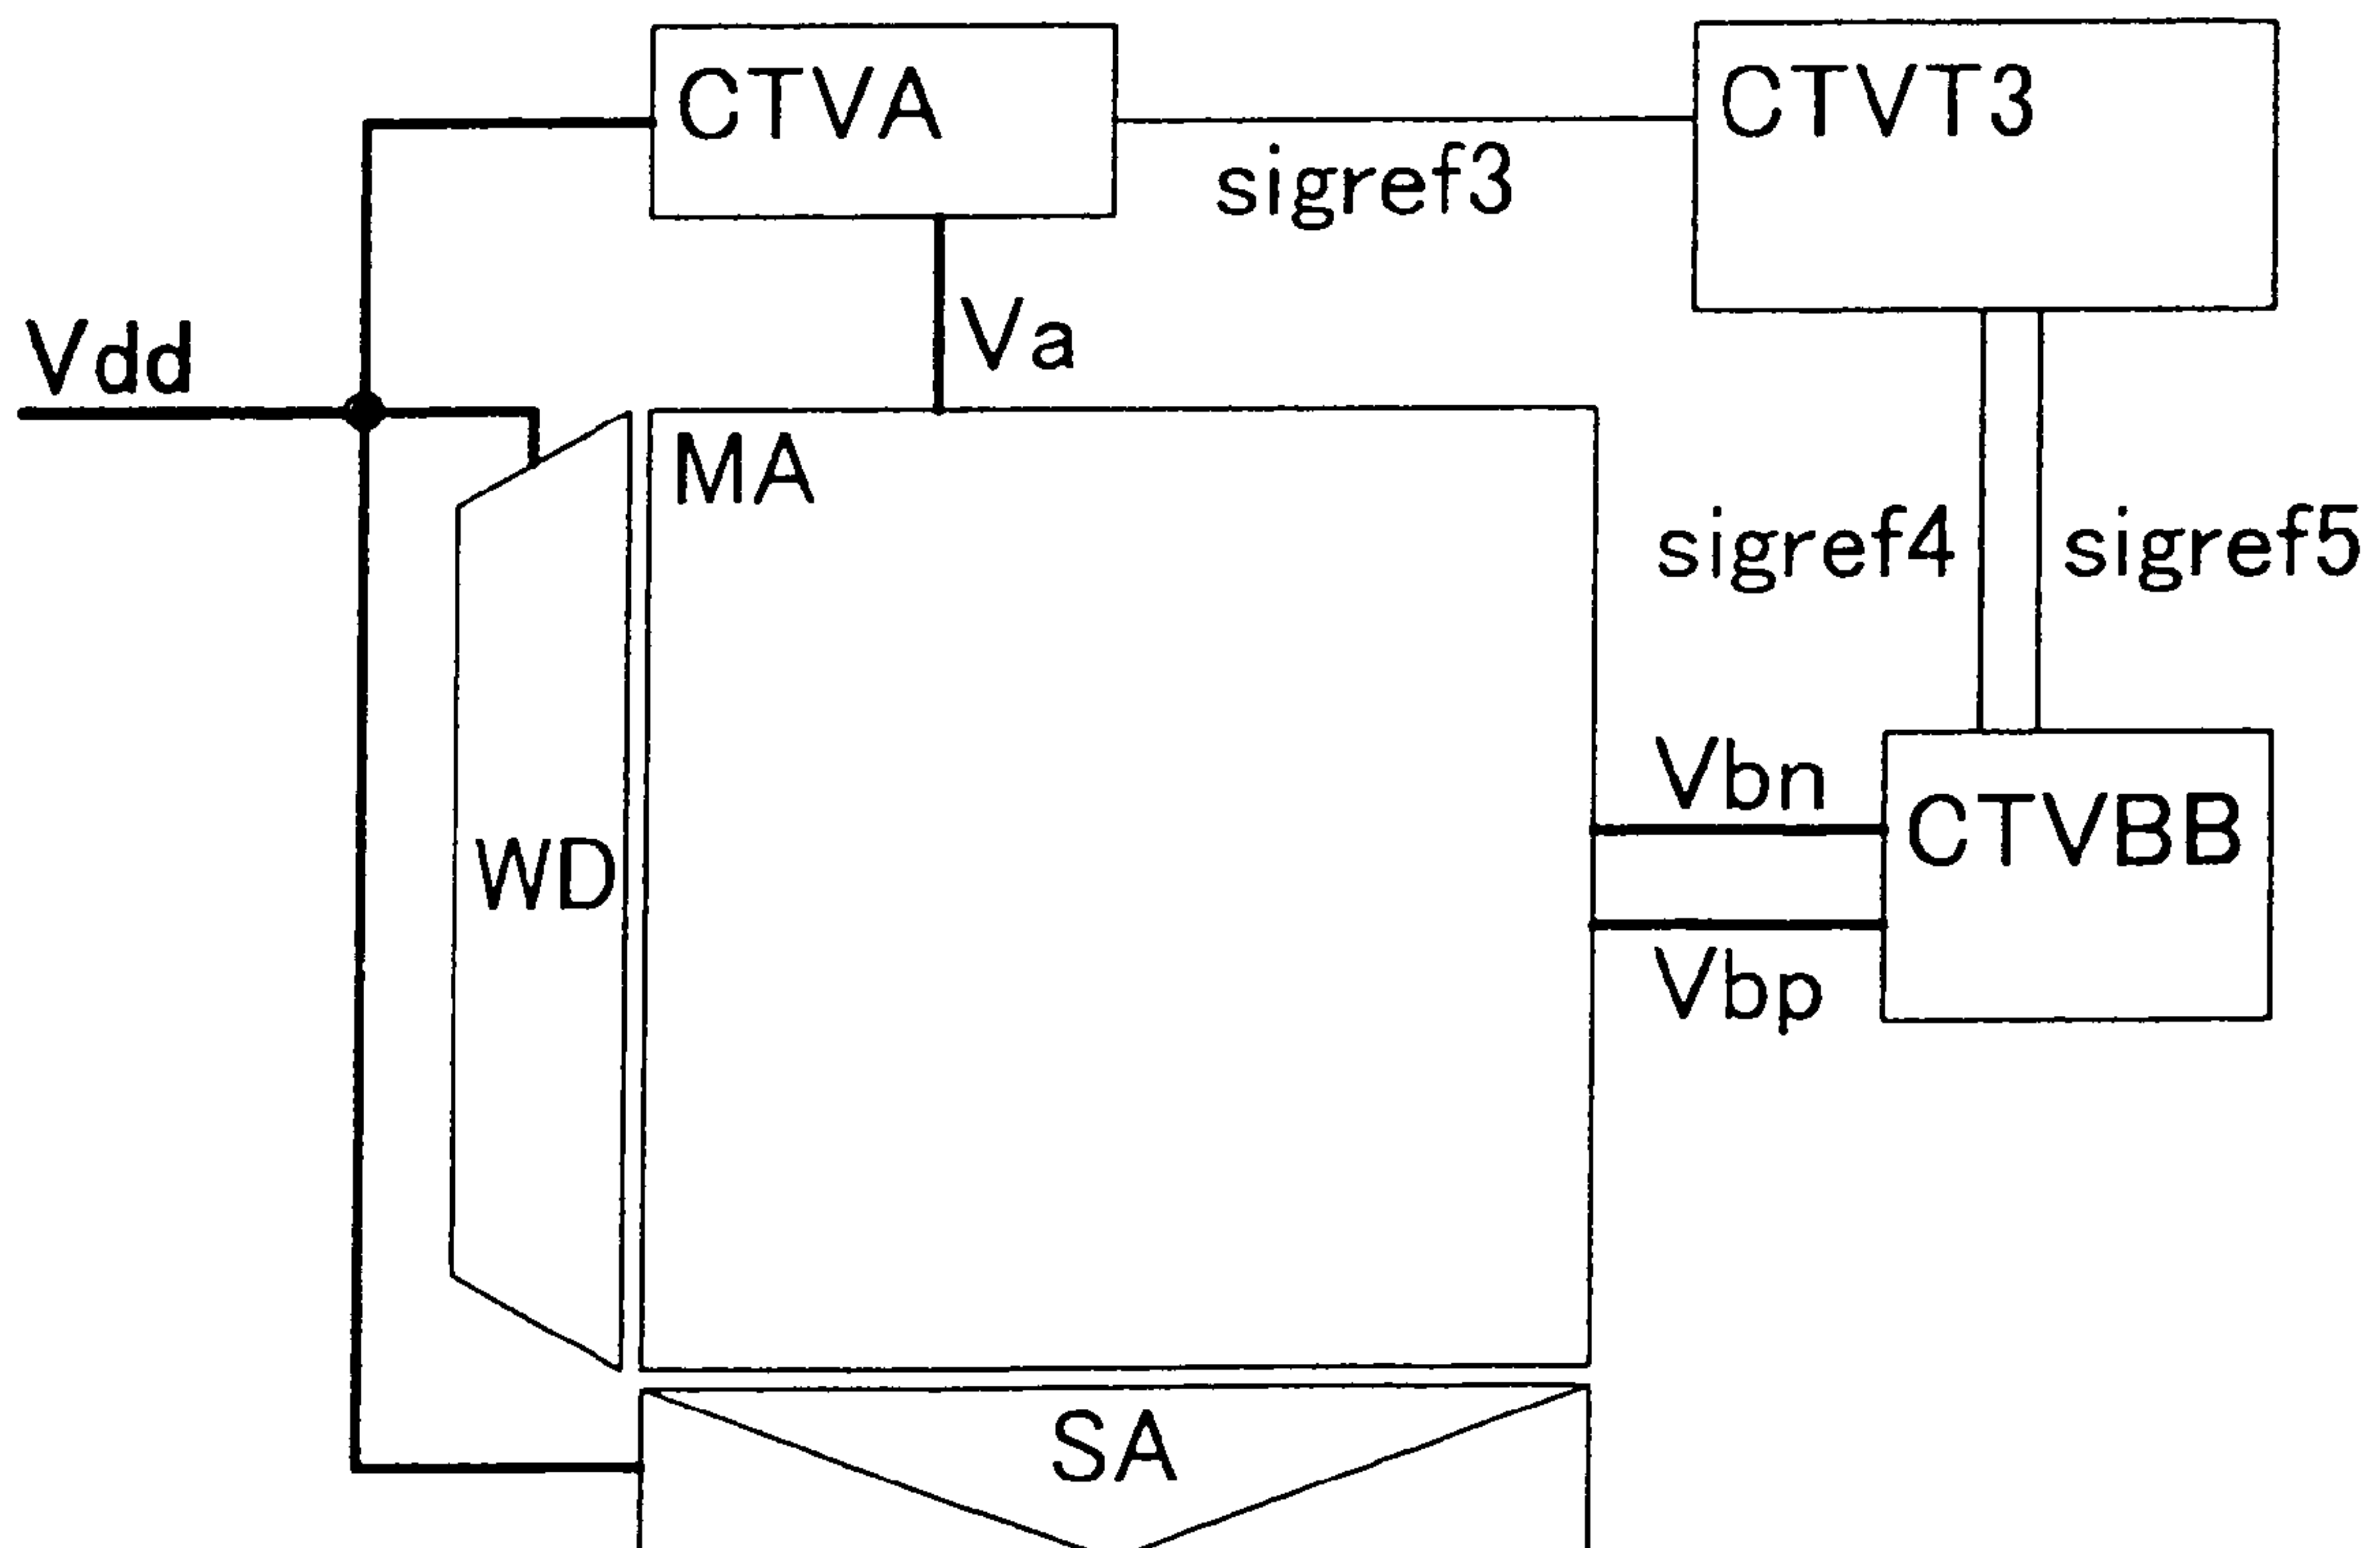 CTVA
CTVT3
sigref3
Vdd
Va
MA
sigref4
sigref5
Vbn
WD
CTVBB
Vbp
SA